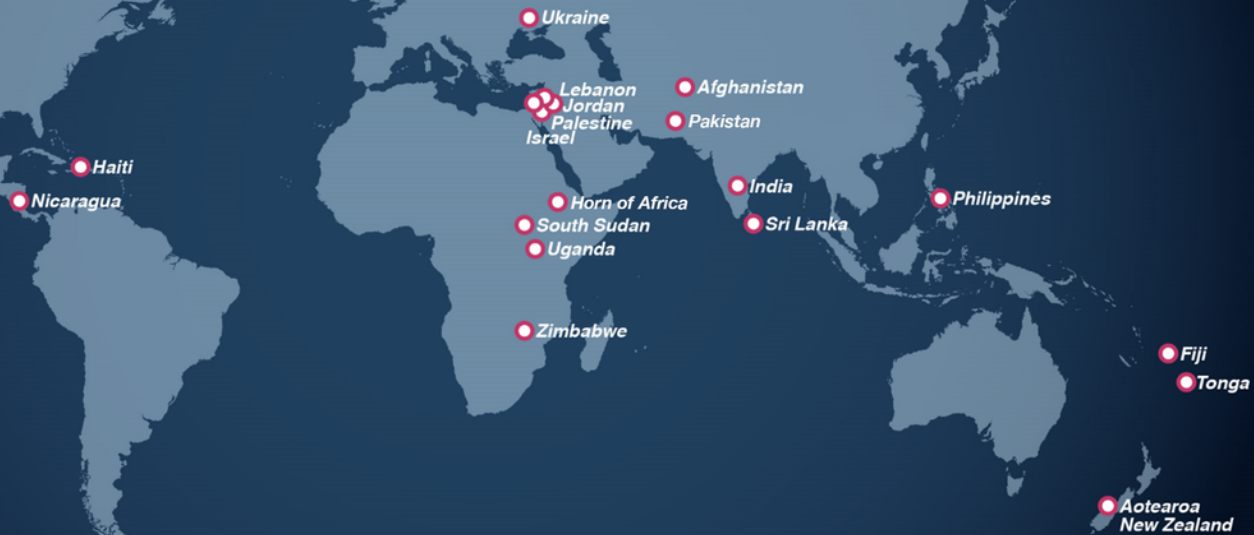 Ukraine
Lebanon
Afghanistan
Jordan
Palestine
Pakistan
Israel
Haiti
India
Nicaragua
Philippines
Horn of Africa
South Sudan
Sri Lanka
Uganda
Zimbabwe
Fiji
Tonga
Aotearoa
New Zealand